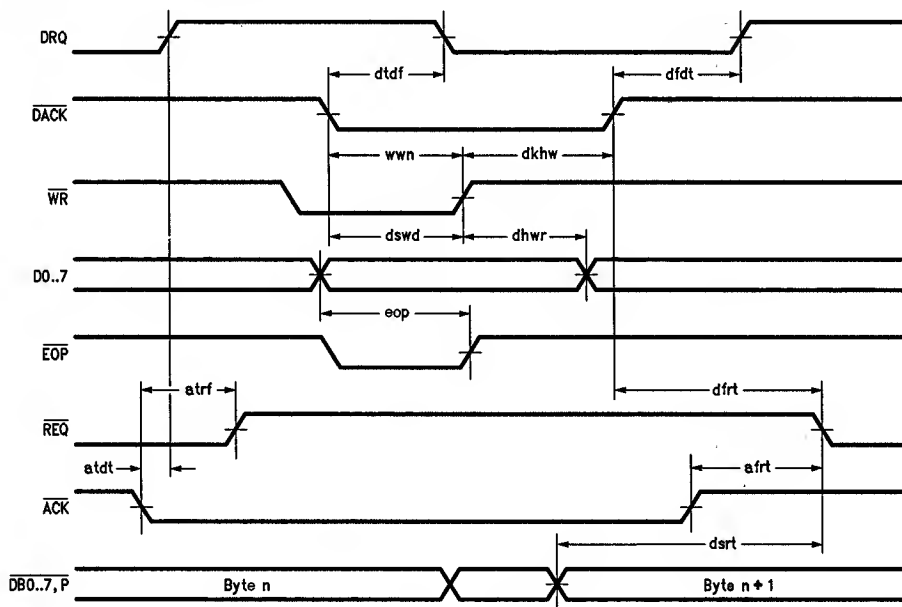 DRQ
dtdf
dfdt
DACK
wwn
dkhw
WR
dswd
dhwr
D0..7
eop
EOP
atrf
dfrt
REQ
atdt
afrt
ACK
dsrt
DB0..7,P
Byte n
Byte n + 1